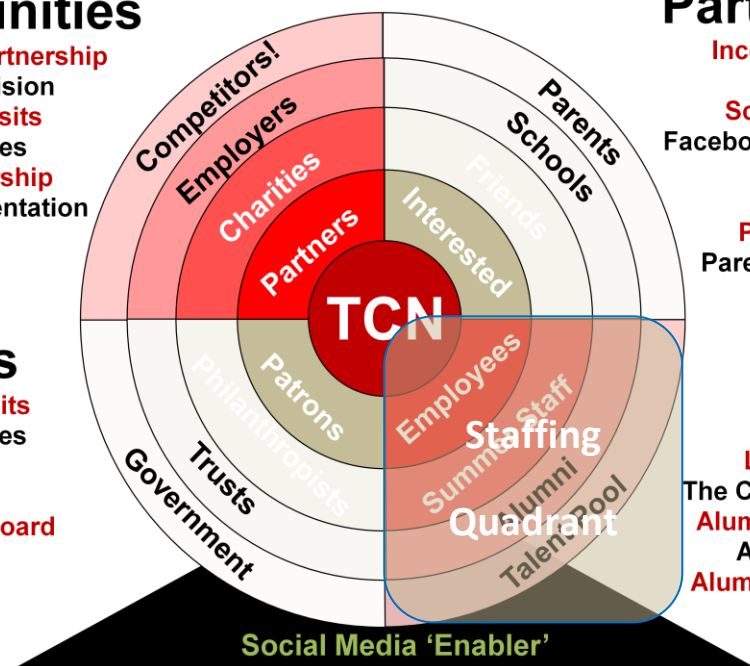 nities
rtnership
ision
sits
es
ship
entation
s
its
es
oard
Part
Inc
Sc
Facebo
P
Pare
L
The C
Alum
A
Alum
Competitors!
Employers
Charities
Partners
Parents
Schools
Friends
Interested
TCN
Patrons
Philanthropists
Trusts
Government
Employees
Summer Staff
Alumni
Talent Pool
Staffing
Quadrant
Social Media ‘Enabler’